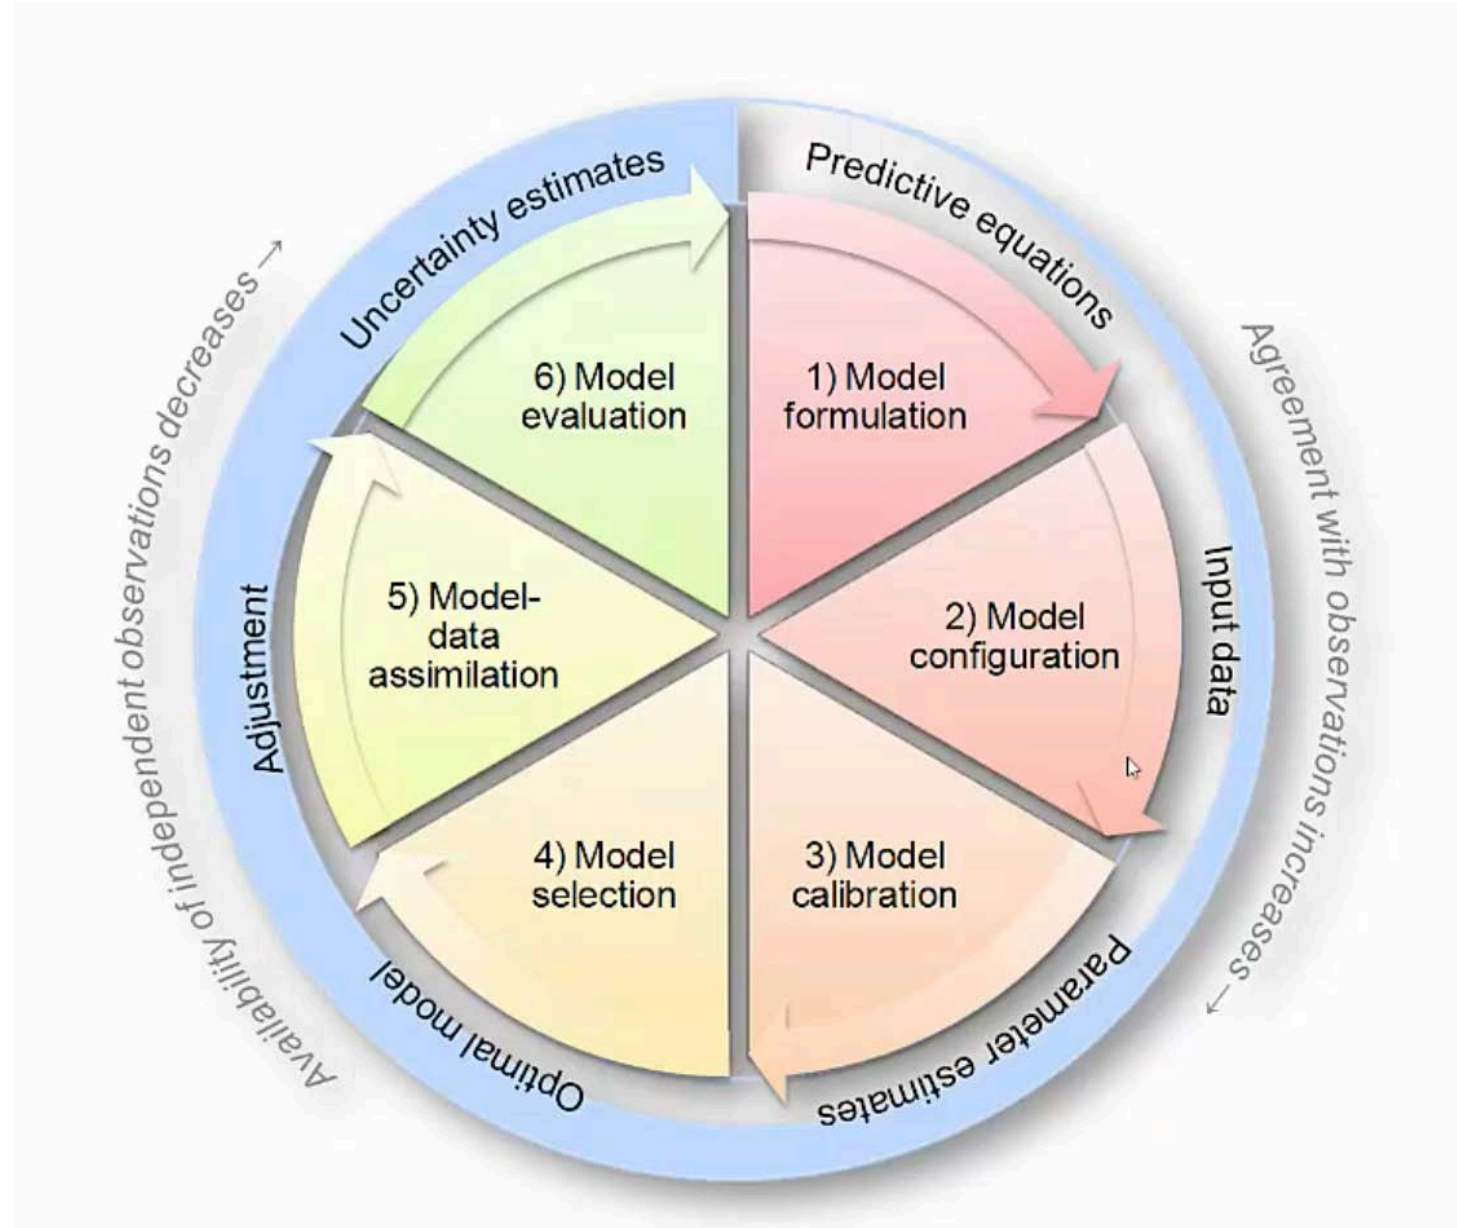 Predictive equations
1) Model
formulation
Input data
2) Model
configuration
Parameter estimates
3) Model
calibration
Optimal model
4) Model
selection
Adjustment
5) Model-
data
assimilation
Uncertainty estimates
6) Model
evaluation
Agreement with observations increases →
Availability of independent observations decreases →